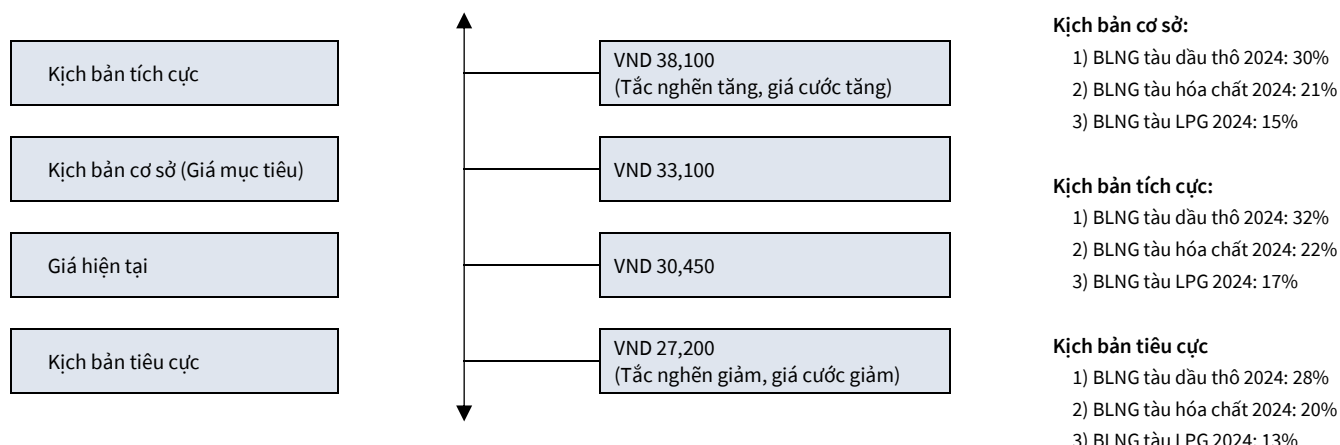 Kịch bản tích cực
Kịch bản cơ sở (Giá mục tiêu)
Giá hiện tại
Kịch bản tiêu cực
VND 38,100
(Tắc nghẽn tăng, giá cước tăng)
VND 33,100
VND 30,450
VND 27,200
(Tắc nghẽn giảm, giá cước giảm)
Kịch bản cơ sở:
1) BLNG tàu dầu thô 2024: 30%
2) BLNG tàu hóa chất 2024: 21%
3) BLNG tàu LPG 2024: 15%
Kịch bản tích cực:
1) BLNG tàu dầu thô 2024: 32%
2) BLNG tàu hóa chất 2024: 22%
3) BLNG tàu LPG 2024: 17%
Kịch bản tiêu cực
1) BLNG tàu dầu thô 2024: 28%
2) BLNG tàu hóa chất 2024: 20%
3) BLNG tàu LPG 2024: 13%